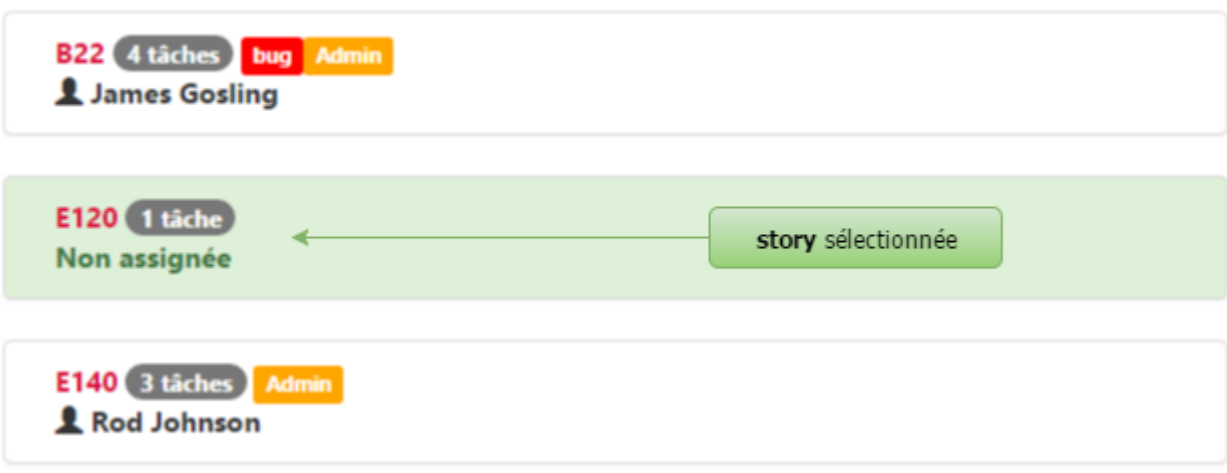 B22 4 tâches bug Admin
James Gosling
E120 1 tâche
Non assignée
story sélectionnée
E140 3 tâches Admin
Rod Johnson